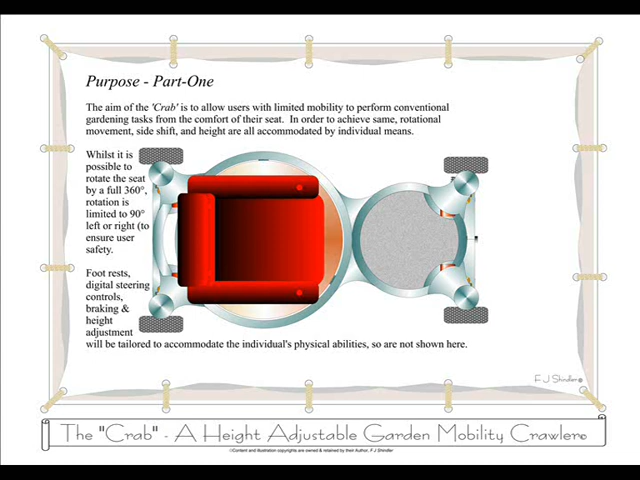 Purpose - Part-One
The aim of the 'Crab' is to allow users with limited mobility to perform conventional
gardening tasks from the comfort of their seat. In order to achieve same, rotational
movement, side shift, and height are all accommodated by individual means.
Whilst it is
possible to
rotate the seat
by a full 360°,
rotation is
limited to 90°
left or right (to
ensure user
safety.
Foot rests,
digital steering
controls,
braking &
height
adjustment
will be tailored to accommodate the individual's physical abilities, so are not shown here.
F J Shindler©
The "Crab" - A Height Adjustable Garden Mobility Crawler©
©Content and illustration copyrights are owned & retained by their Author, F J Shindler